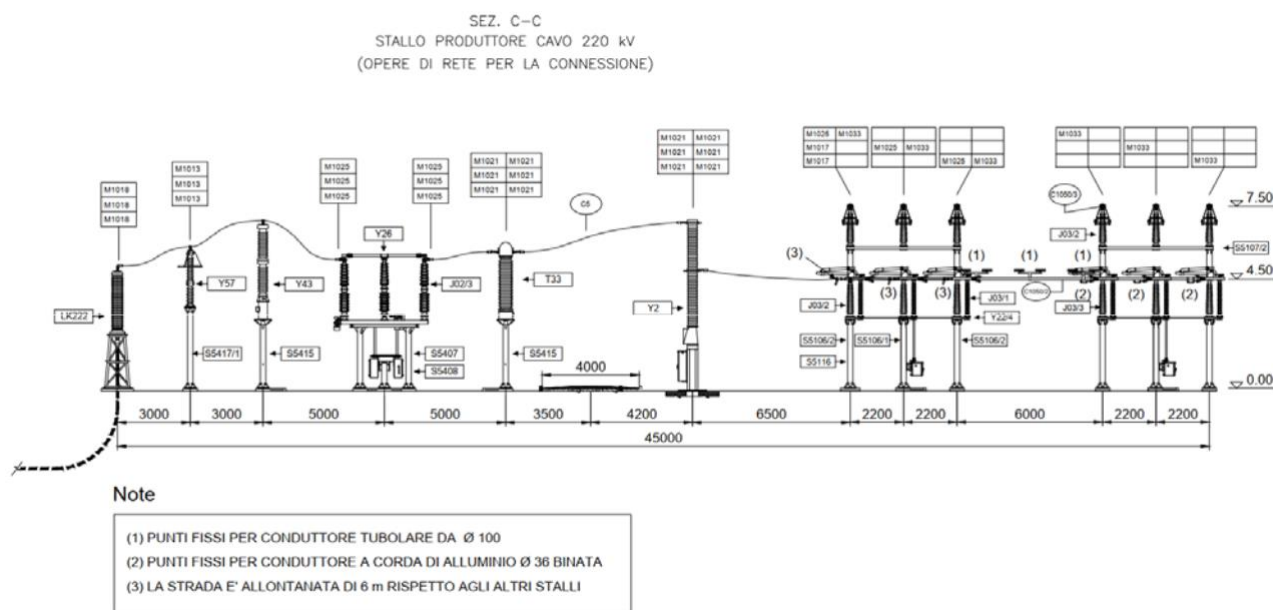 SEZ. C-C
STALLO PRODUTTORE CAVO 220 kV
(OPERE DI RETE PER LA CONNESSIONE)
M1018
M1018
M1018
M1013
M1013
M1013
M1025
M1025
M1025
M1025
M1025
M1025
M1021 M1021
M1021 M1021
M1021 M1021
M1021 M1021
M1021 M1021
M1021 M1021
M1026 M1033
M1017
M1017
M1025 M1033
M1026 M1033
M1033
M1033
M1033
C6
C1050/3
7.50
Y26
J03/2
S5107/2
(3)
(1)
(1)
(1)
4.50
Y57
Y43
J02/3
T33
(3)
(3)
C1050/2
(2)
(2)
(2)
LK222
Y2
J03/2
J03/1
J03/3
Y22/4
S5417/1
S5415
S5407
S5415
S5106/2
S5106/1
S5106/2
S5408
4000
S5116
0.00
3000
3000
5000
5000
3500
4200
6500
2200
2200
6000
2200
2200
45000
Note
(1) PUNTI FISSI PER CONDUTTORE TUBOLARE DA Ø 100
(2) PUNTI FISSI PER CONDUTTORE A CORDA DI ALLUMINIO Ø 36 BINATA
(3) LA STRADA E' ALLONTANATA DI 6 m RISPETTO AGLI ALTRI STALLI